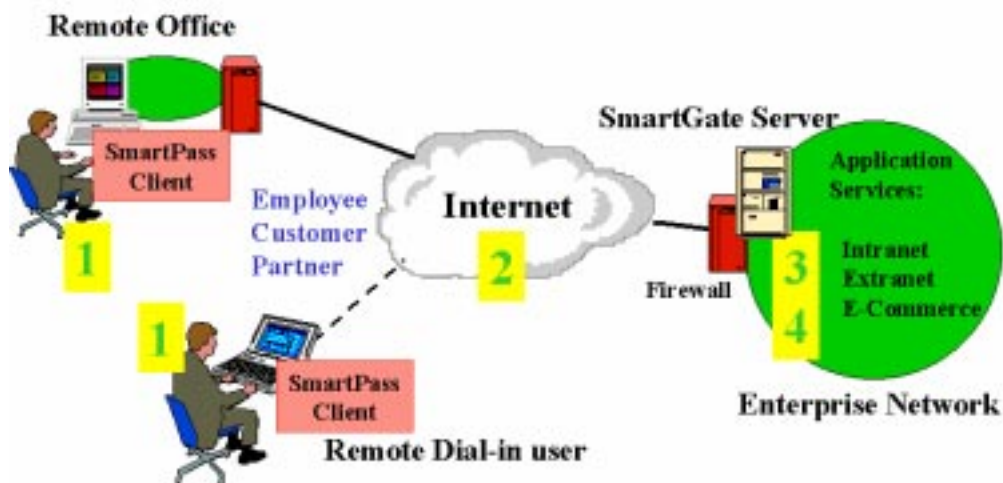 Remote Office
SmartPass
Client
1
Employee
Customer
Partner
Internet
2
SmartGate Server
Application
Services:
Intranet
Extranet
E-Commerce
3
4
Firewall
Enterprise Network
1
SmartPass
Client
Remote Dial-in user